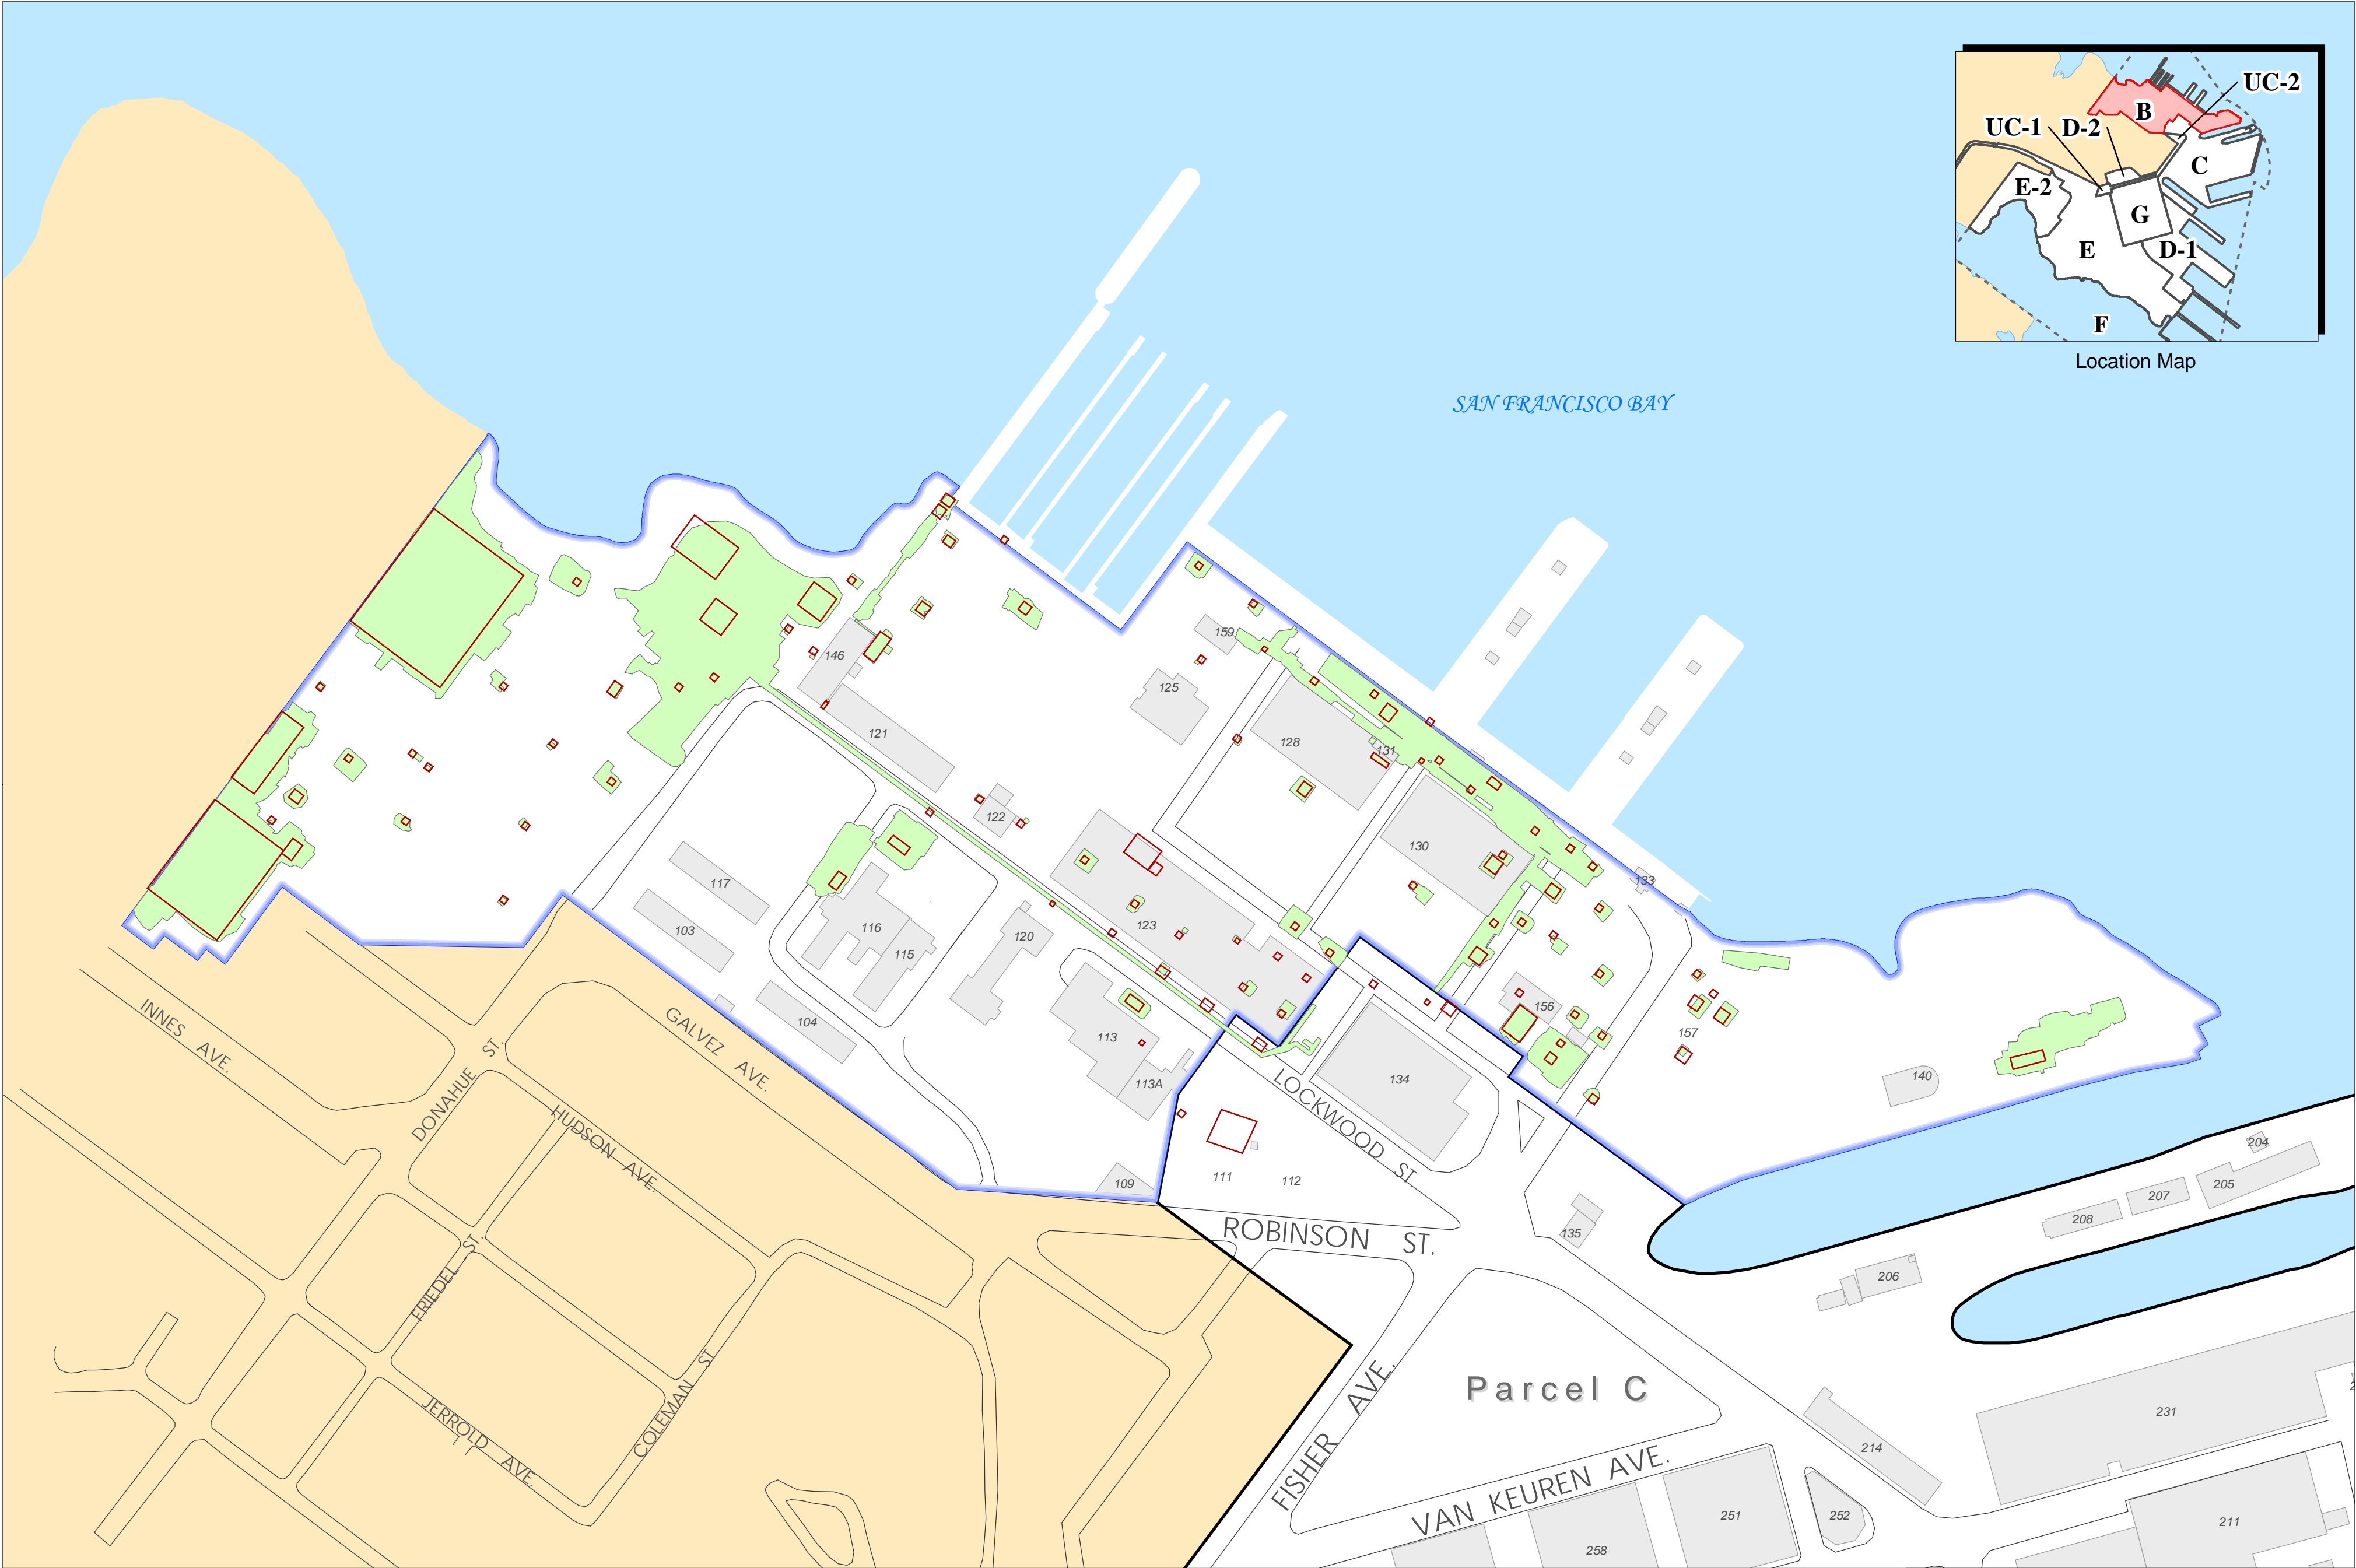 UC-2
B
UC-1
D-2
C
E-2
G
E
D-1
F
Location Map
SAN FRANCISCO BAY
159
146
125
121
128
131
122
130
117
133
103
116
123
120
115
156
104
113
157
113A
134
140
109
111
112
135
204
205
207
208
206
231
214
211
251
252
258
INNES AVE.
DONAHUE ST.
GALVEZ AVE.
HUDSON AVE.
LOCKWOOD ST.
ROBINSON ST.
FRIEDEL ST.
COLEMAN ST.
JERROLD AVE.
FISHER AVE.
Parcel C
VAN KEUREN AVE.